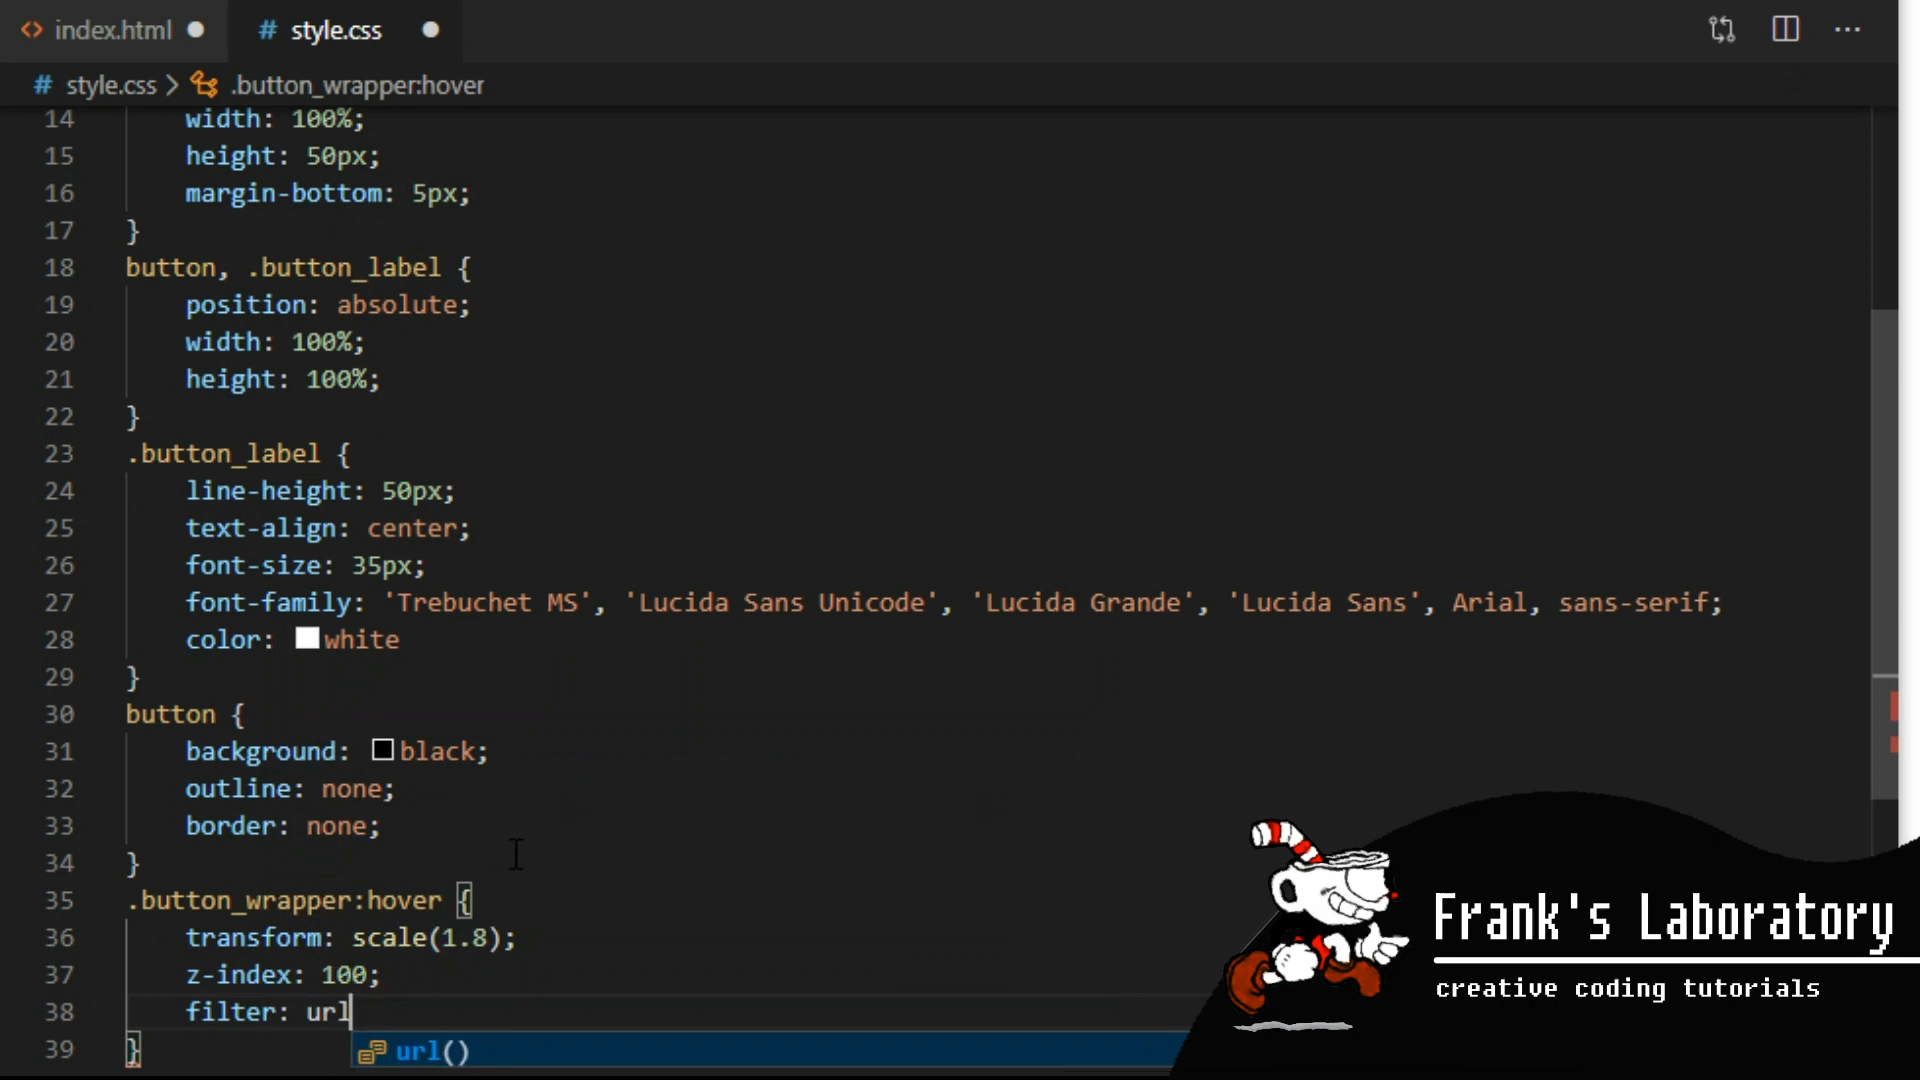 index.html
style.css
style.css > .button_wrapper:hover
14 width: 100%;
15 height: 50px;
16 margin-bottom: 5px;
17 }
18 button, .button_label {
19 position: absolute;
20 width: 100%;
21 height: 100%;
22 }
23 .button_label {
24 line-height: 50px;
25 text-align: center;
26 font-size: 35px;
27 font-family: 'Trebuchet MS', 'Lucida Sans Unicode', 'Lucida Grande', 'Lucida Sans', Arial, sans-serif;
28 color: white
29 }
30 button {
31 background: black;
32 outline: none;
33 border: none;
34 }
35 .button_wrapper:hover {
36 transform: scale(1.8);
37 z-index: 100;
38 filter: url
39 }
url()
Frank's Laboratory
creative coding tutorials